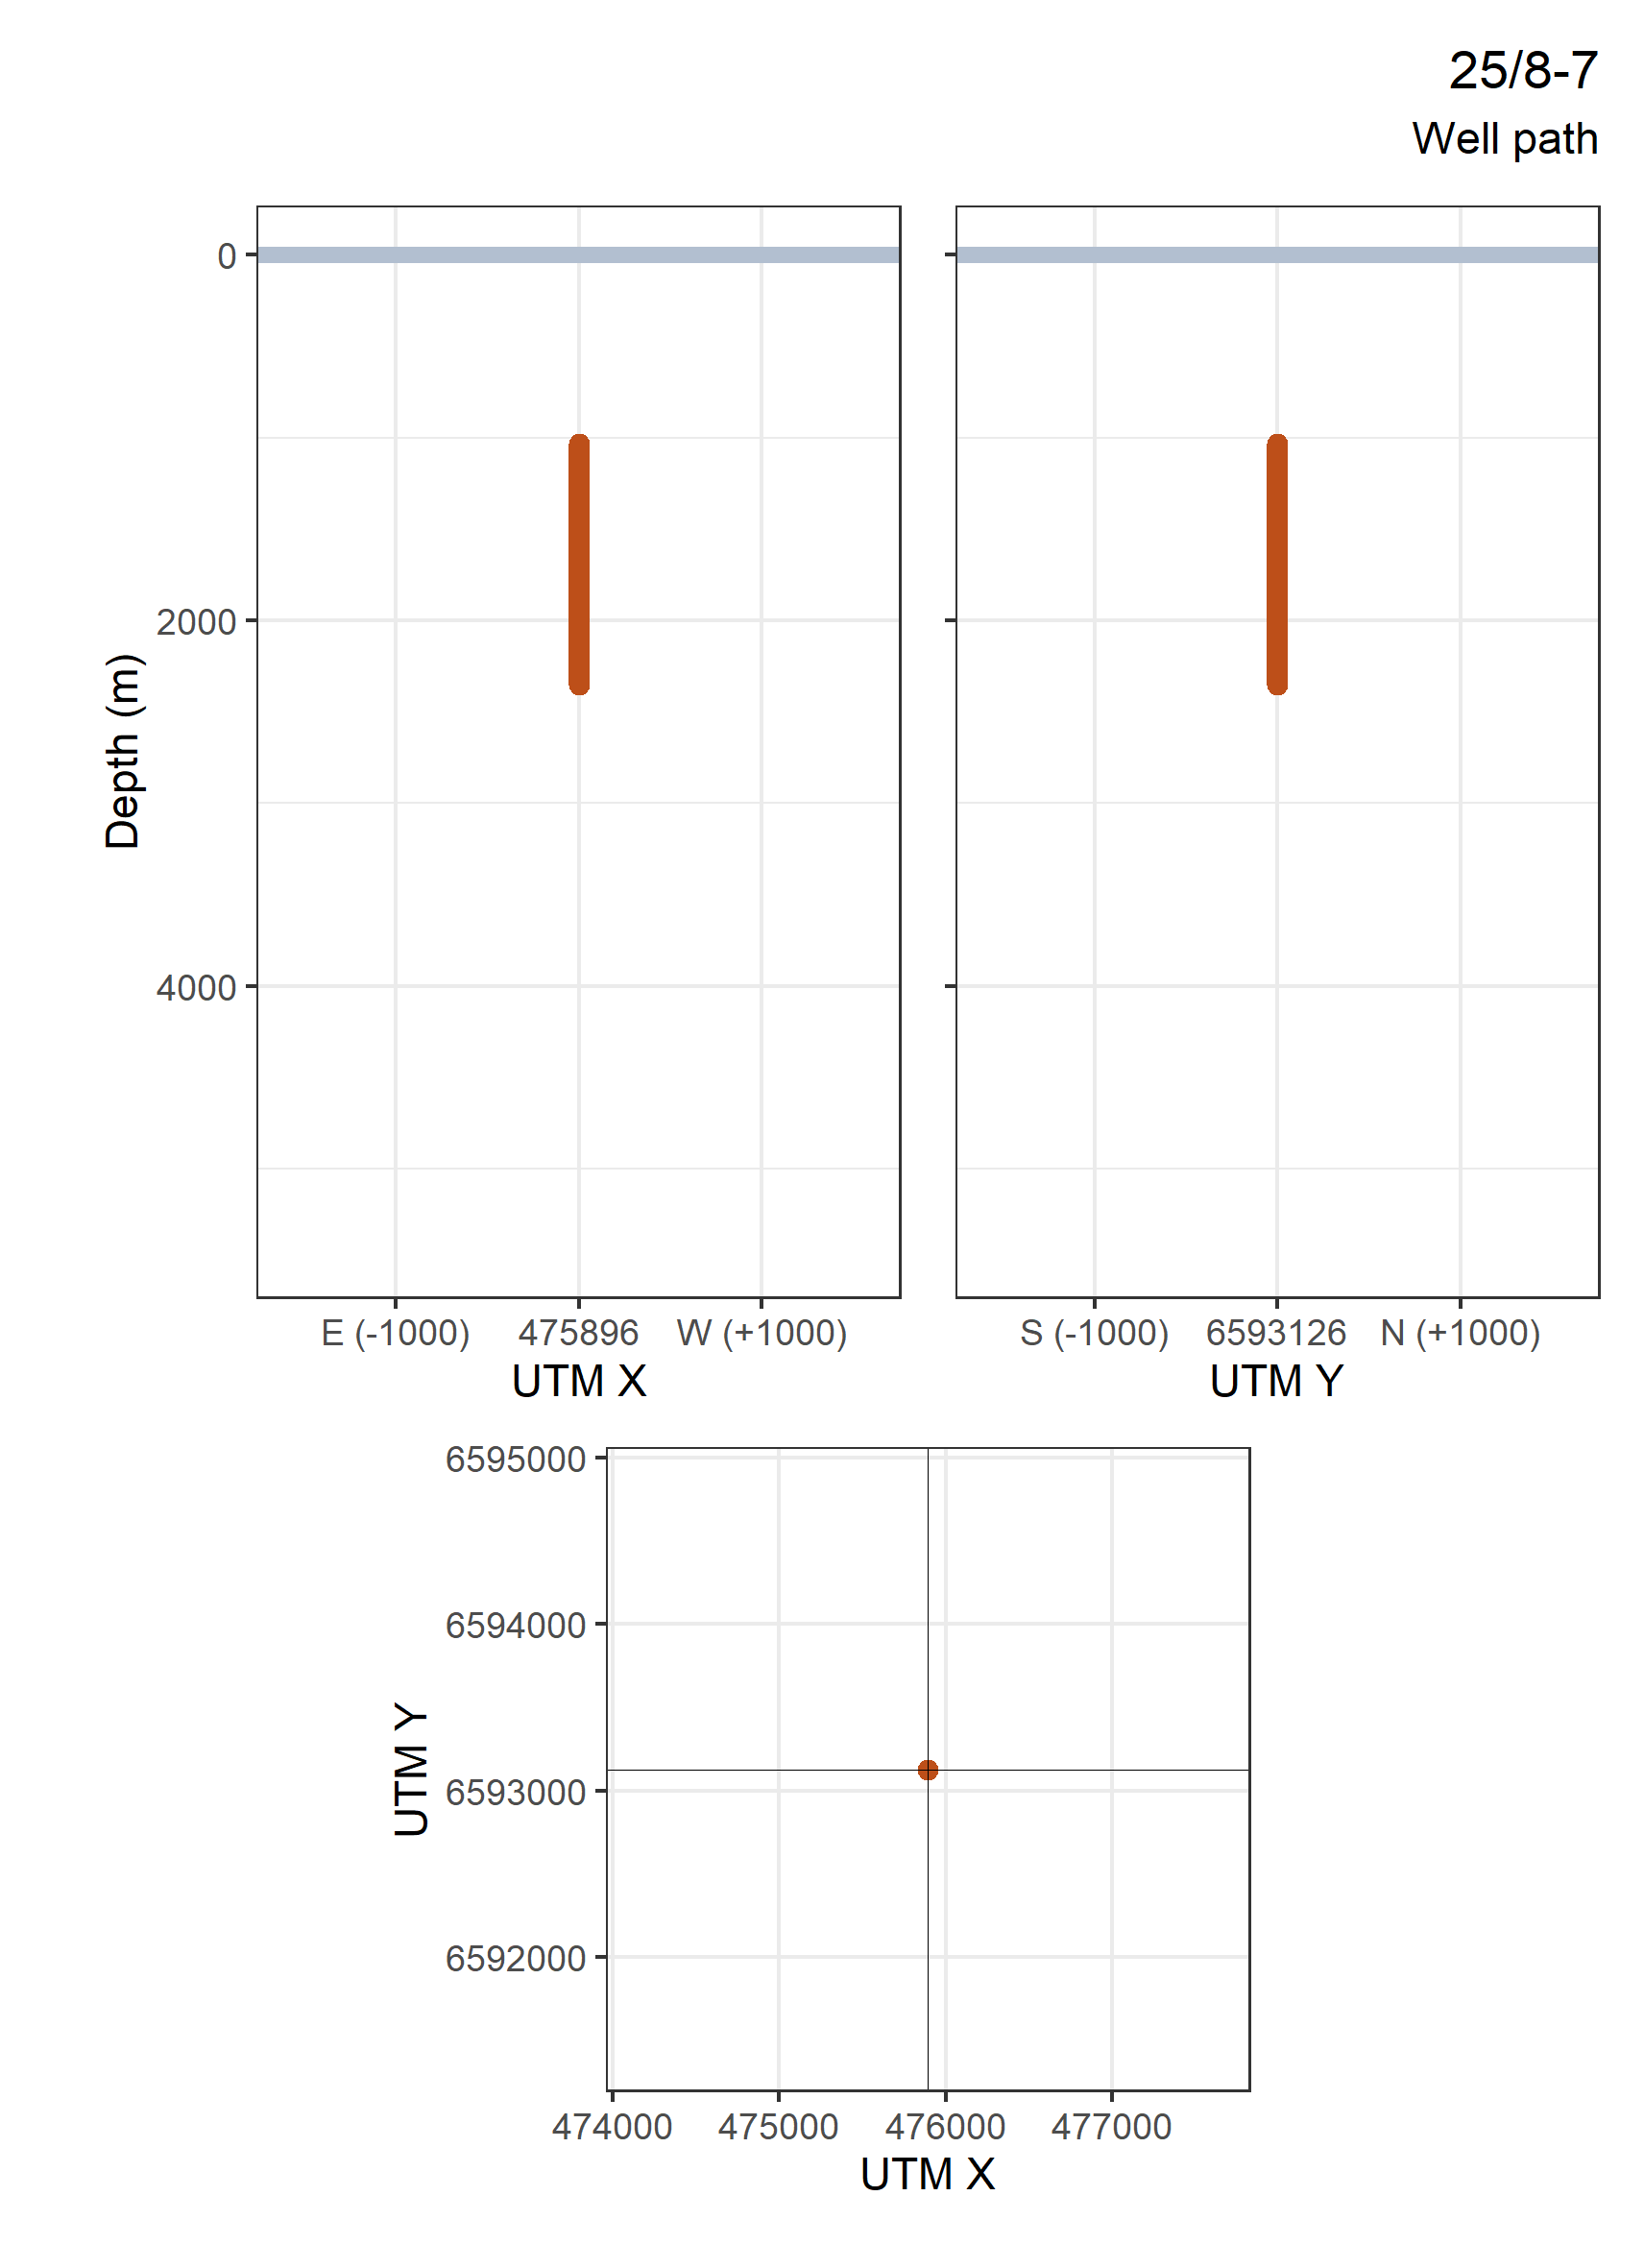 25/8-7
Well path
0
2000
4000
Depth (m)
E (-1000) 475896 W (+1000)
UTM X
S (-1000) 6593126 N (+1000)
UTM Y
6595000
6594000
6593000
6592000
UTM Y
474000 475000 476000 477000
UTM X